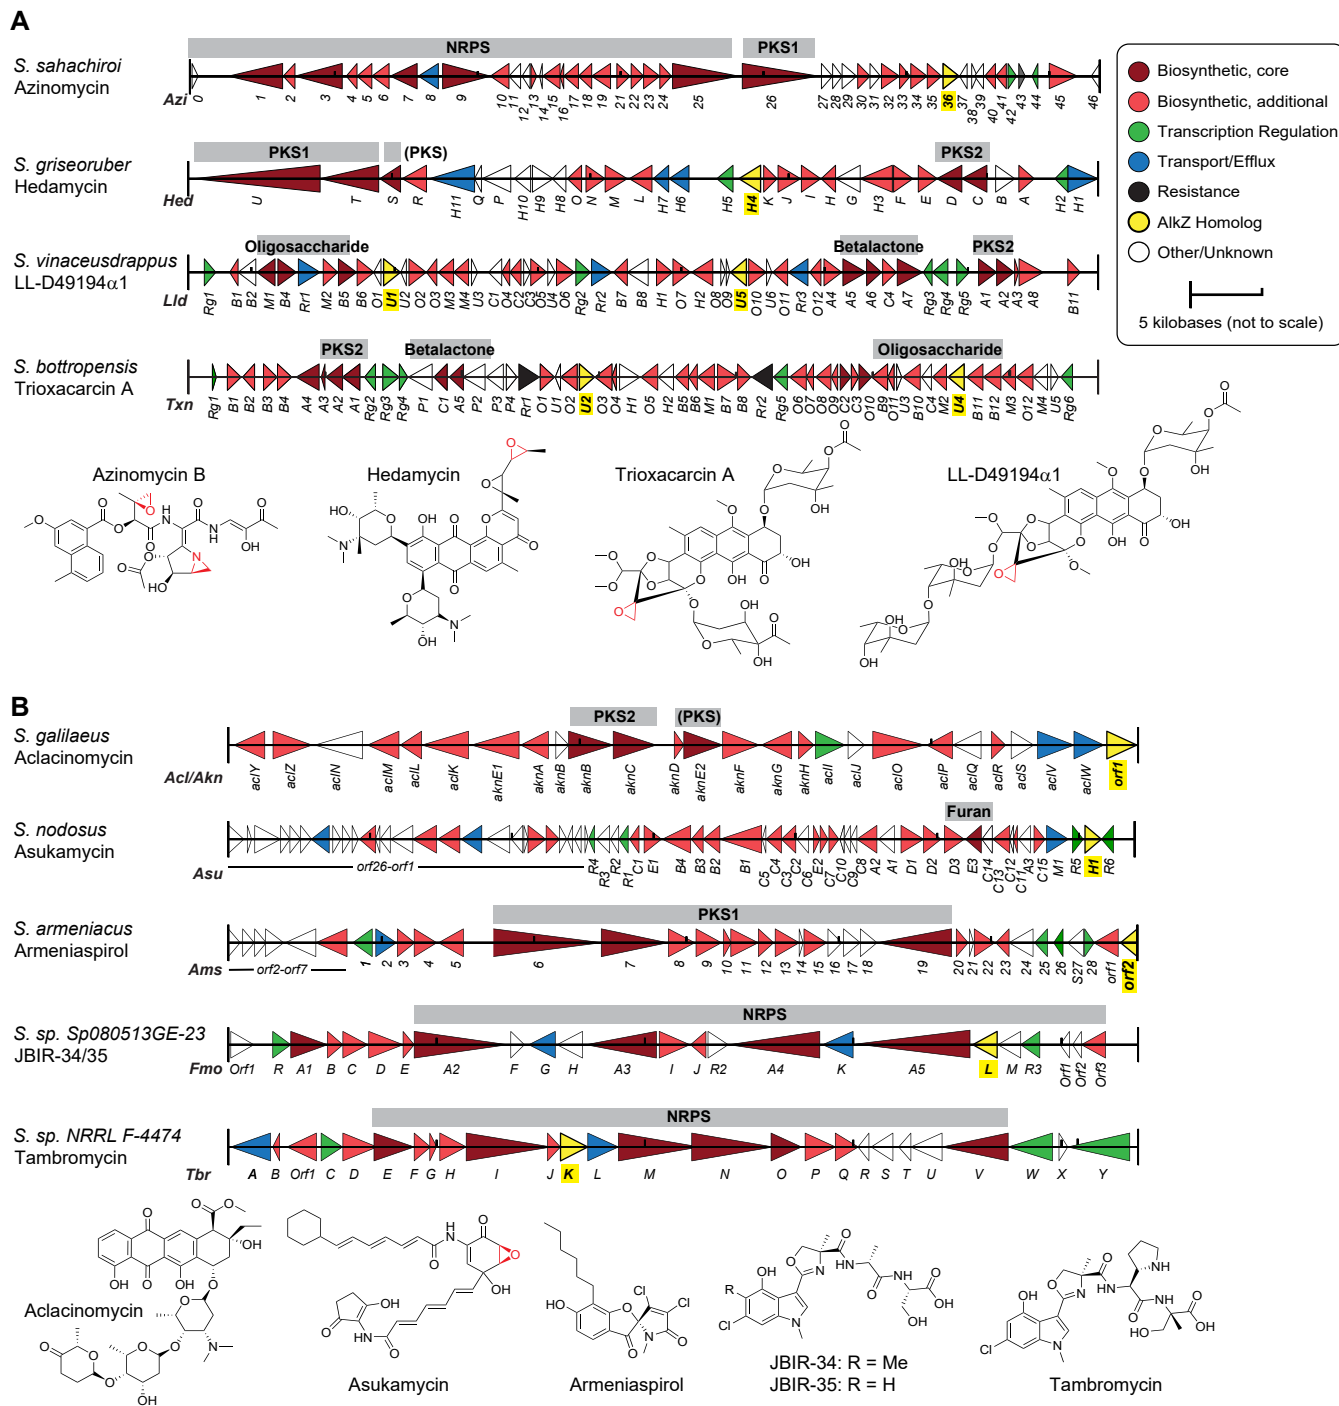 A
NRPS
PKS1
S. sahachiroi
Azinomycin
Azi
0 1 2 3 4 5 6 7 8 9 10 11 12 13 14 15 16 17 18 19 21 22 23 24 25 26 27 28 29 30 31 32 33 34 35 36 37 38 39 40 41 42 43 44 45 46
PKS1
(PKS)
PKS2
S. griseoruber
Hedamycin
Hed
U T S R H11 Q P H10 H9 H8 O N M L H7 H6 H5 H4 K J I H G H3 F E D C B A H2 H1
Oligosaccharide
Betalactone
PKS2
S. vinaceusdrappus
LL-D49194α1
Lld
Rg1 B1 B2 M1 B4 Rr1 M2 B5 B6 O1 U1 U2 O2 O3 M3 M4 U3 C1 O4 C2 C3 O5 U4 O6 Rg2 Rr2 B7 B8 H1 O7 H2 O8 O9 U5 O10 U6 O11 Rr3 O12 A4 A5 A6 C4 A7 Rg3 Rg4 Rg5 A1 A2 A3 A8 B11
PKS2
Betalactone
Oligosaccharide
S. bottropensis
Trioxacarcin A
Txn
Rg1 B1 B2 B3 B4 A4 A3 A2 A1 Rg2 Rg3 Rg4 P1 C1 A5 P2 P3 P4 Rr1 O1 U1 O2 U2 O3 O4 H1 O5 H2 B5 B6 M1 B7 B8 Rr2 Rg5 O6 O7 O8 O9 C2 C3 O10 B9 O11 U3 B10 C4 M2 U4 B11 B12 M3 O12 M4 U5 Rg6
Biosynthetic, core
Biosynthetic, additional
Transcription Regulation
Transport/Efflux
Resistance
AlkZ Homolog
Other/Unknown
5 kilobases (not to scale)
Azinomycin B
Hedamycin
Trioxacarcin A
LL-D49194α1
B
PKS2
(PKS)
S. galilaeus
Aclacinomycin
Acl/Akn
aclY aclZ aclN aclM aclL aclK aknE1 aknA aknB aknB aknC aknD aknE2 aknF aknG aknH aclI aclJ aclO aclP aclQ aclR aclS aclV aclW orf1
Furan
S. nodosus
Asukamycin
Asu
orf26-orf1
R4 R3 R2 R1 C1 E1 B4 B3 B2 B1 C5 C4 C3 C2 C6 E2 C7 C10 C9 C8 A2 A1 D1 D2 D3 E3 C14 C13 C12 C11 A3 C15 M1 R5 H1 R6
PKS1
S. armeniacus
Armeniaspirol
Ams
orf2-orf7
1 2 3 4 5 6 7 8 9 10 11 12 13 14 15 16 17 18 19 20 21 22 23 24 25 26 S27 28 orf1 orf2
NRPS
S. sp. Sp080513GE-23
JBIR-34/35
Fmo
Orf1 R A1 B C D E A2 F G H A3 I J R2 A4 K A5 L M R3 Orf1 Orf2 Orf3
NRPS
S. sp. NRRL F-4474
Tambromycin
Tbr
A B Orf1 C D E F G H I J K L M N O P Q R S T U V W X Y
Aclacinomycin
Asukamycin
Armeniaspirol
JBIR-34: R = Me
JBIR-35: R = H
Tambromycin